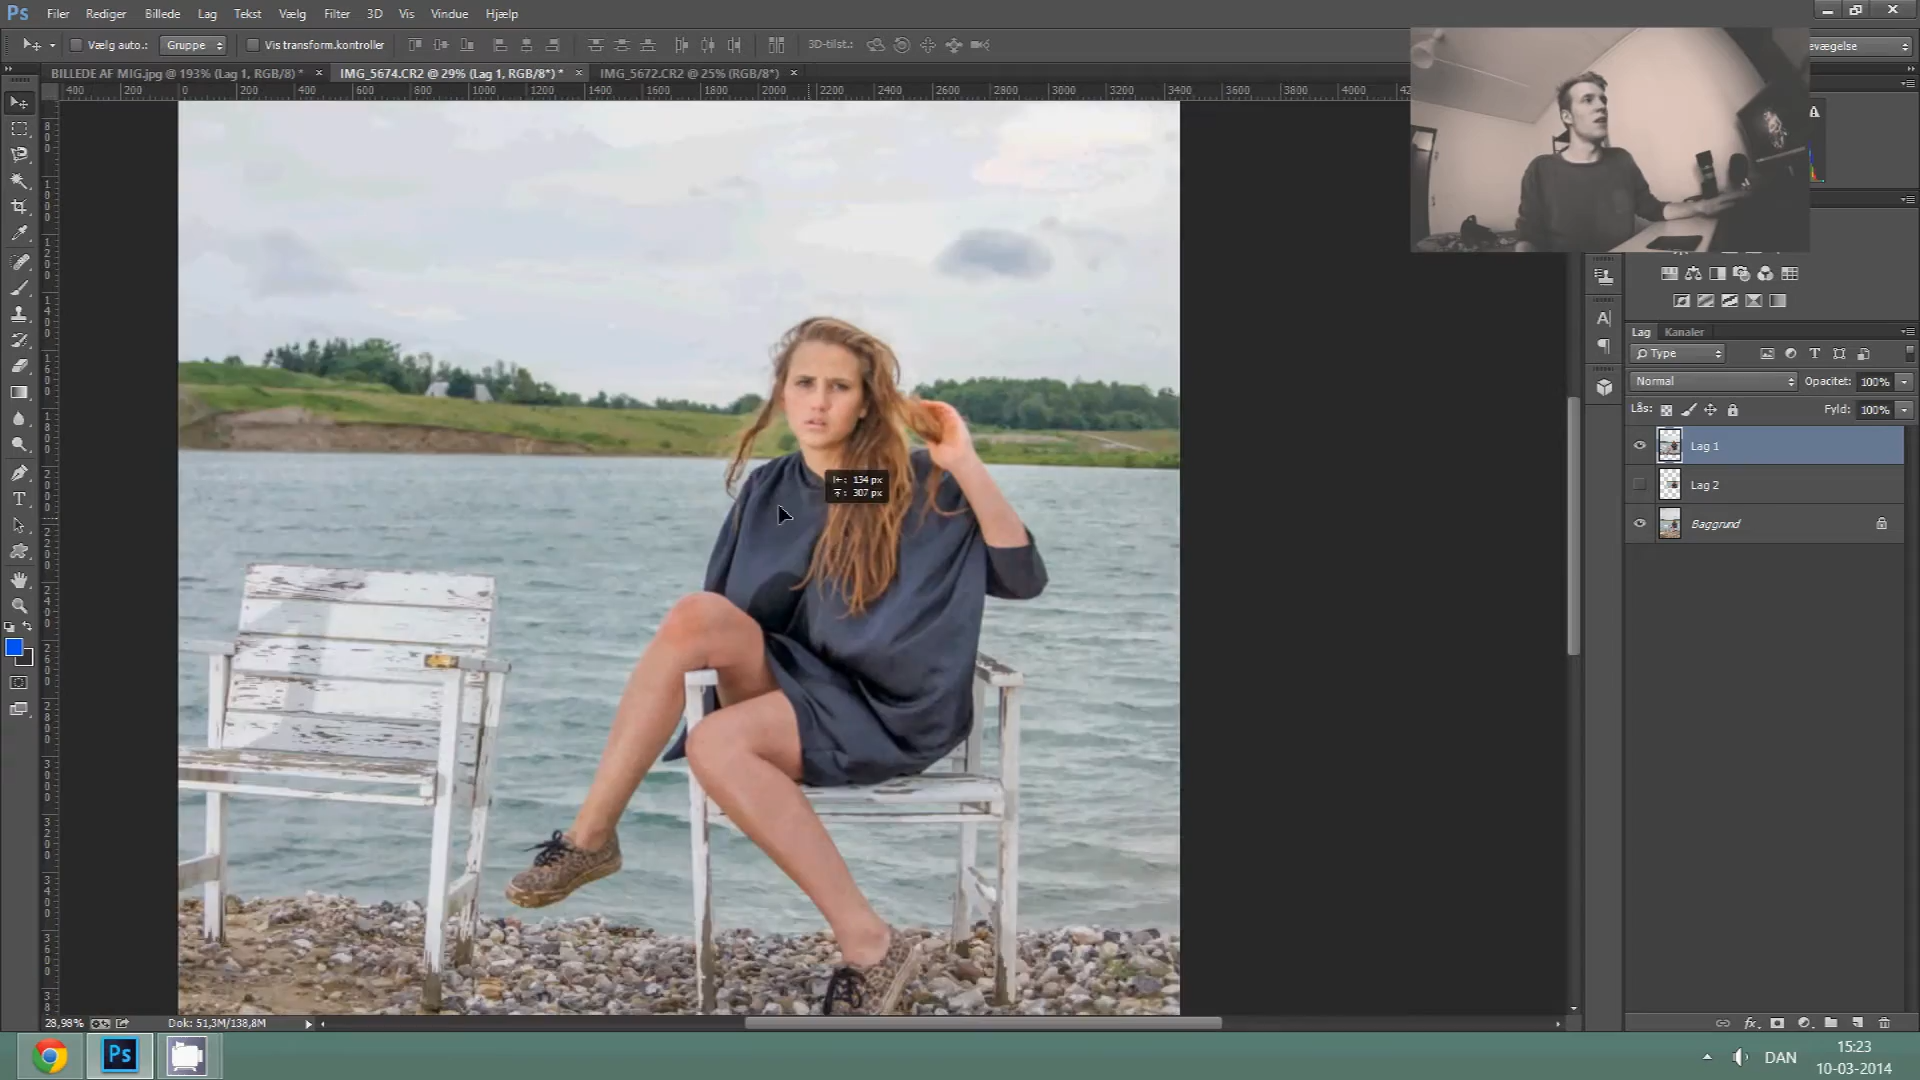 Ps Filer Rediger Billede Lag Tekst Vælg Filter 3D Vis Vindue Hjælp
Vælg auto.: Gruppe Vis transform.kontroller 3D-tilst.: evægelse
BILLEDE AF MIG.jpg @ 193% (Lag 1, RGB/8*) * × IMG_5674.CR2 @ 29% (Lag 1, RGB/8*) * × IMG_5672.CR2 @ 25% (RGB/8*) ×
400 200 0 200 400 600 800 1000 1200 1400 1600 1800 2000 2200 2400 2600 2800 3000 3200 3400 3600 3800 4000 42
Lag Kanaler
Type
Normal Opacitet: 100%
Lås: Fyld: 100%
Lag 1
Lag 2
Baggrund
134 px
307 px
28,98% Dok: 51,3M/138,8M
Ps DAN 15:23
10-03-2014